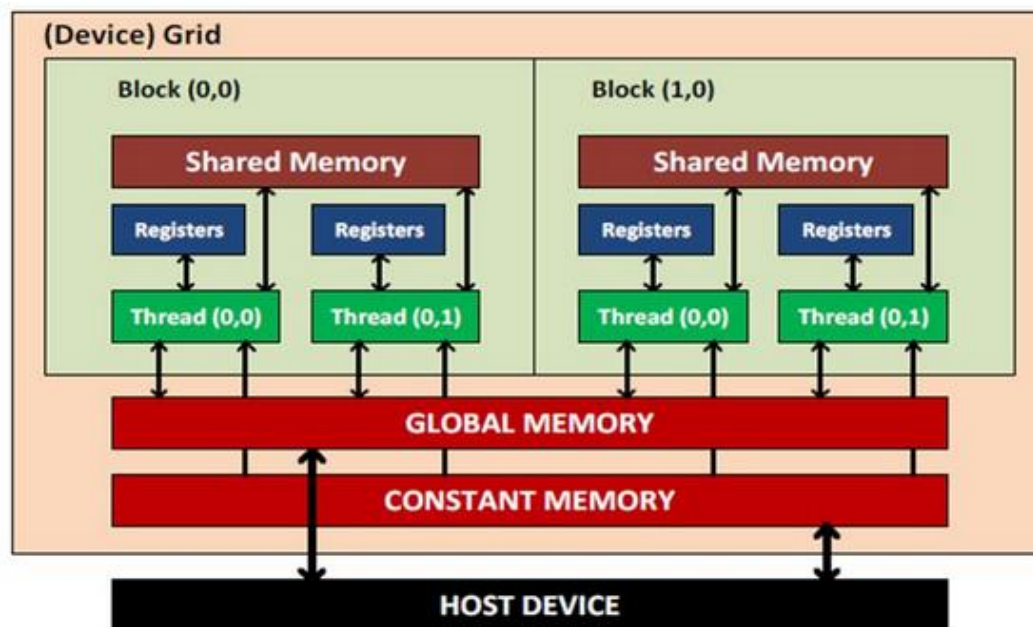 (Device) Grid
Block (0,0)
Block (1,0)
Shared Memory
Shared Memory
Registers
Registers
Registers
Registers
Thread (0,0)
Thread (0,1)
Thread (0,0)
Thread (0,1)
GLOBAL MEMORY
CONSTANT MEMORY
HOST DEVICE